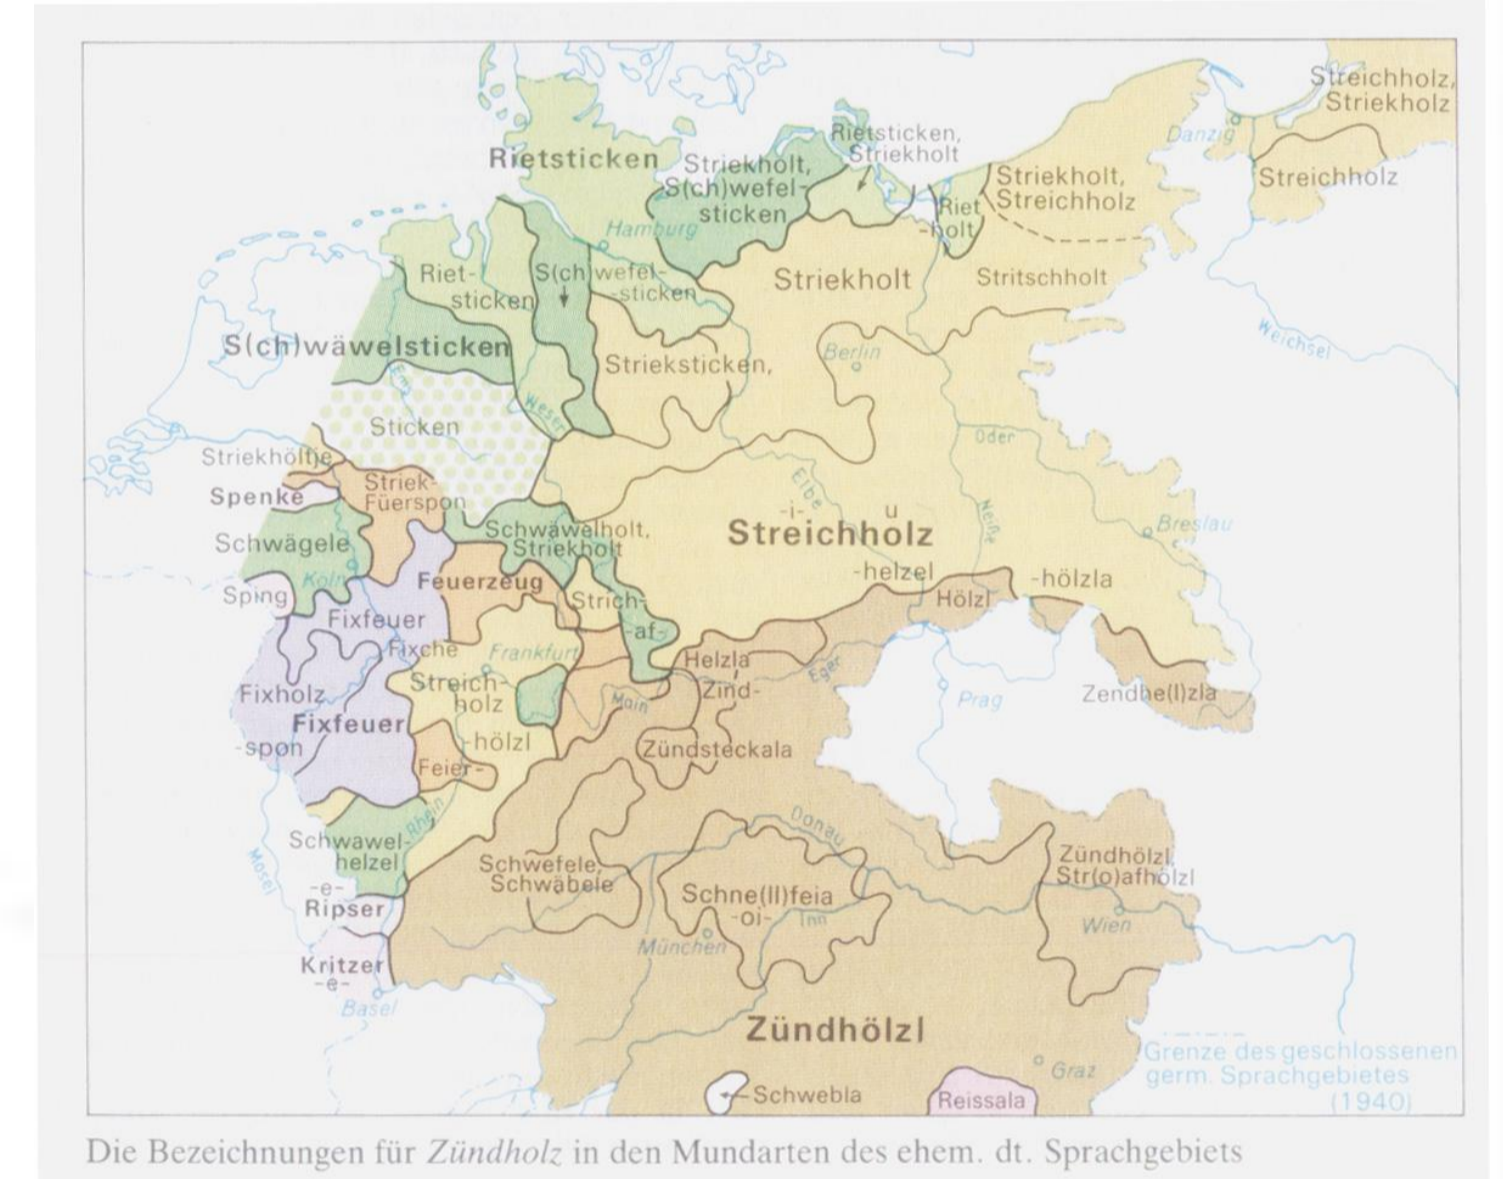 Streichholz,
Striekholz
Danzig
Rietsticken,
Striekholt
Rietsticken
Striekholt,
S(ch)wefel-
sticken
Striekholt,
Streichholz
Streichholz
Riet
-holt
Hamburg
Riet-
sticken
S(ch)wefel-
-sticken
Striekholt
Stritschholt
Weichsel
S(ch)wäwelsticken
Ems
Berlin
Strieksticken,
Weser
Sticken
Oder
Striekhöltje
Spenke
Striek-
Füerspon
Elbe
Neiße
-i-
u
Streichholz
-helzel
Breslau
Schwäwelholt,
Striekholt
Schwägele
Köln
Feuerzeug
-hölzla
Sping
Strich-
Hölzl
Fixfeuer
-af-
Fixche
Frankfurt
Helzla
Eger
Streich-
holz
Zind-
Main
Prag
Zendhe(l)zla
Fixholz
Fixfeuer
-spon
-hölzl
Zündsteckala
Feier-
Rhein
Donau
Schwawel-
helzel
Mosel
Schwefele,
Schwäbele
Zündhölzl,
Str(o)afhölzl
-e-
Ripser
Schne(ll)feia
-oi-
Inn
Wien
München
Kritzer
-e-
Basel
Zündhölzl
Graz
Grenze des geschlossenen
germ. Sprachgebietes
(1940)
Schwebla
Reissala
Die Bezeichnungen für Zündholz in den Mundarten des ehem. dt. Sprachgebiets